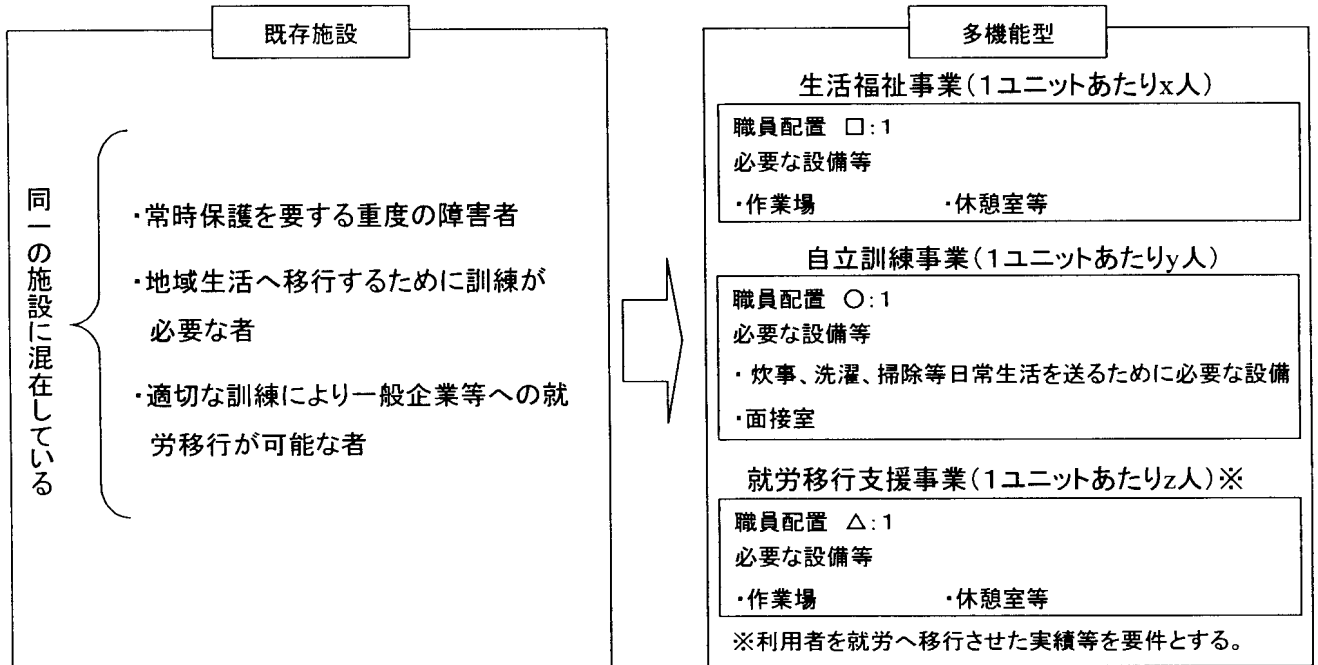 既存施設
同一の施設に混在している
・常時保護を要する重度の障害者
・地域生活へ移行するために訓練が
必要な者
・適切な訓練により一般企業等への就
労移行が可能な者
多機能型
生活福祉事業(1ユニットあたりx人)
職員配置 □:1
必要な設備等
・作業場 ・休憩室等
自立訓練事業(1ユニットあたりy人)
職員配置 ○:1
必要な設備等
・炊事、洗濯、掃除等日常生活を送るために必要な設備
・面接室
就労移行支援事業(1ユニットあたりz人)※
職員配置 △:1
必要な設備等
・作業場 ・休憩室等
※利用者を就労へ移行させた実績等を要件とする。